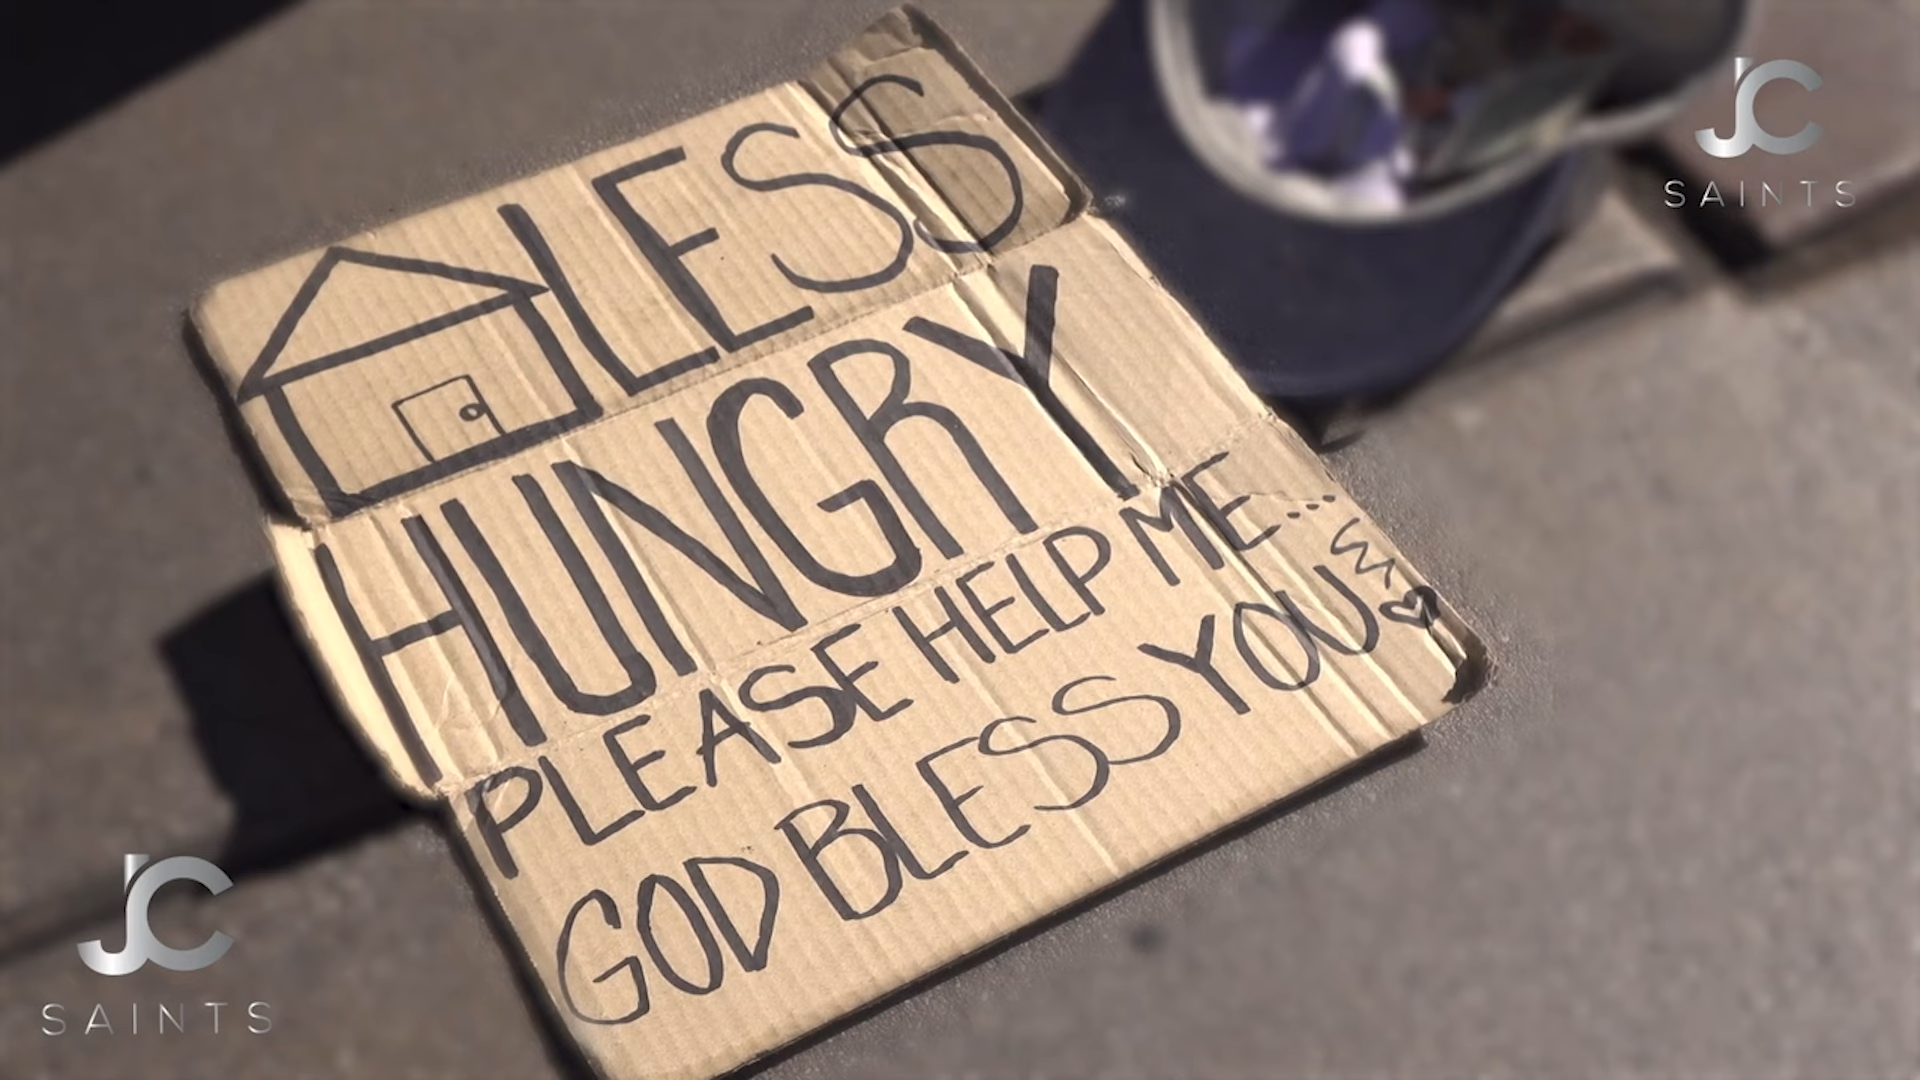 LESS
HUNGRY
PLEASE HELP ME..
GOD BLESS YOU
JC
SAINTS
JC
SAINTS